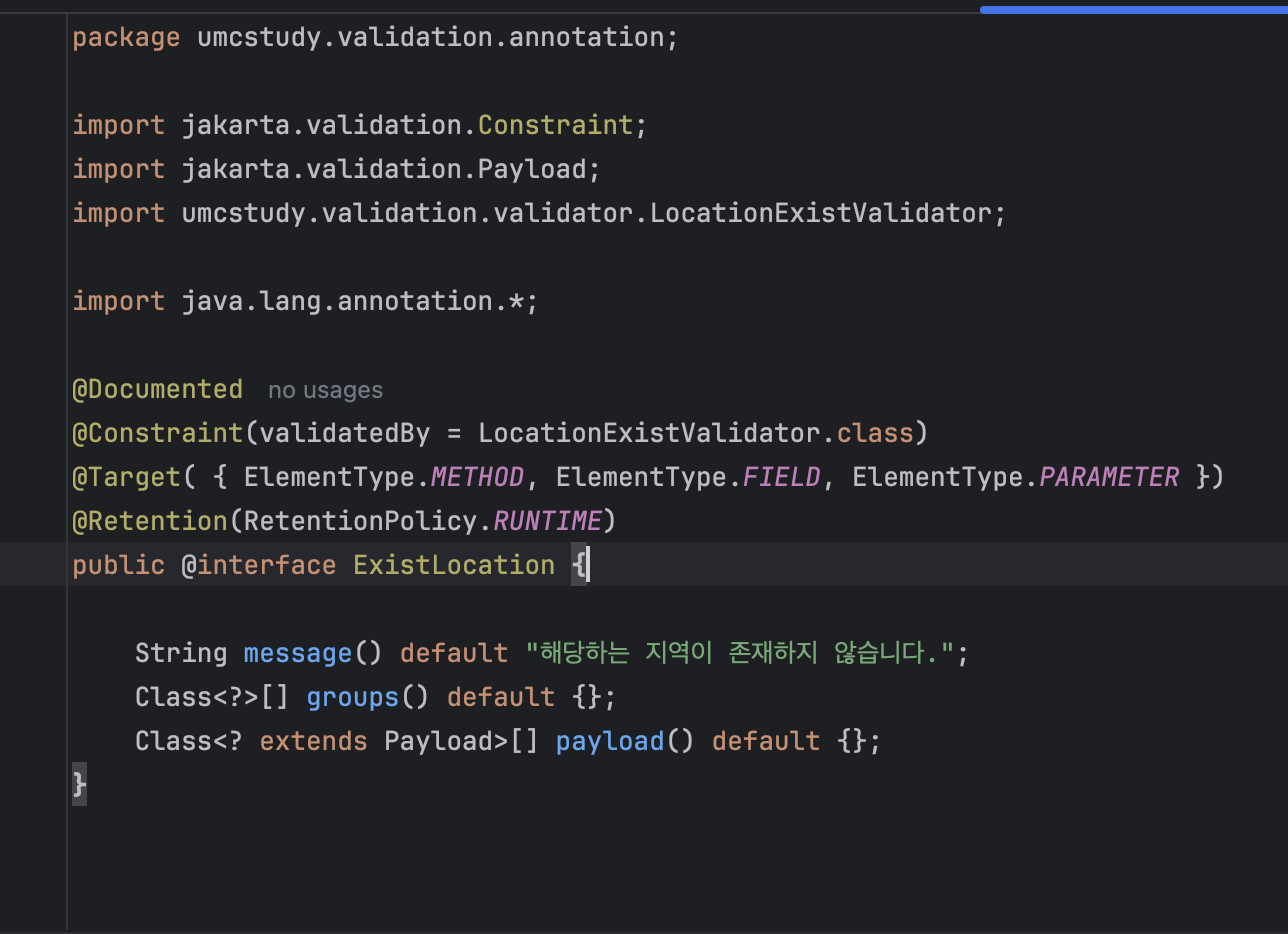 package umcstudy.validation.annotation;
import jakarta.validation.Constraint;
import jakarta.validation.Payload;
import umcstudy.validation.validator.LocationExistValidator;
import java.lang.annotation.*;
@Documented no usages
@Constraint(validatedBy = LocationExistValidator.class)
@Target( { ElementType.METHOD, ElementType.FIELD, ElementType.PARAMETER })
@Retention(RetentionPolicy.RUNTIME)
public @interface ExistLocation {
    String message() default "해당하는 지역이 존재하지 않습니다.";
    Class<?>[] groups() default {};
    Class<? extends Payload>[] payload() default {};
}